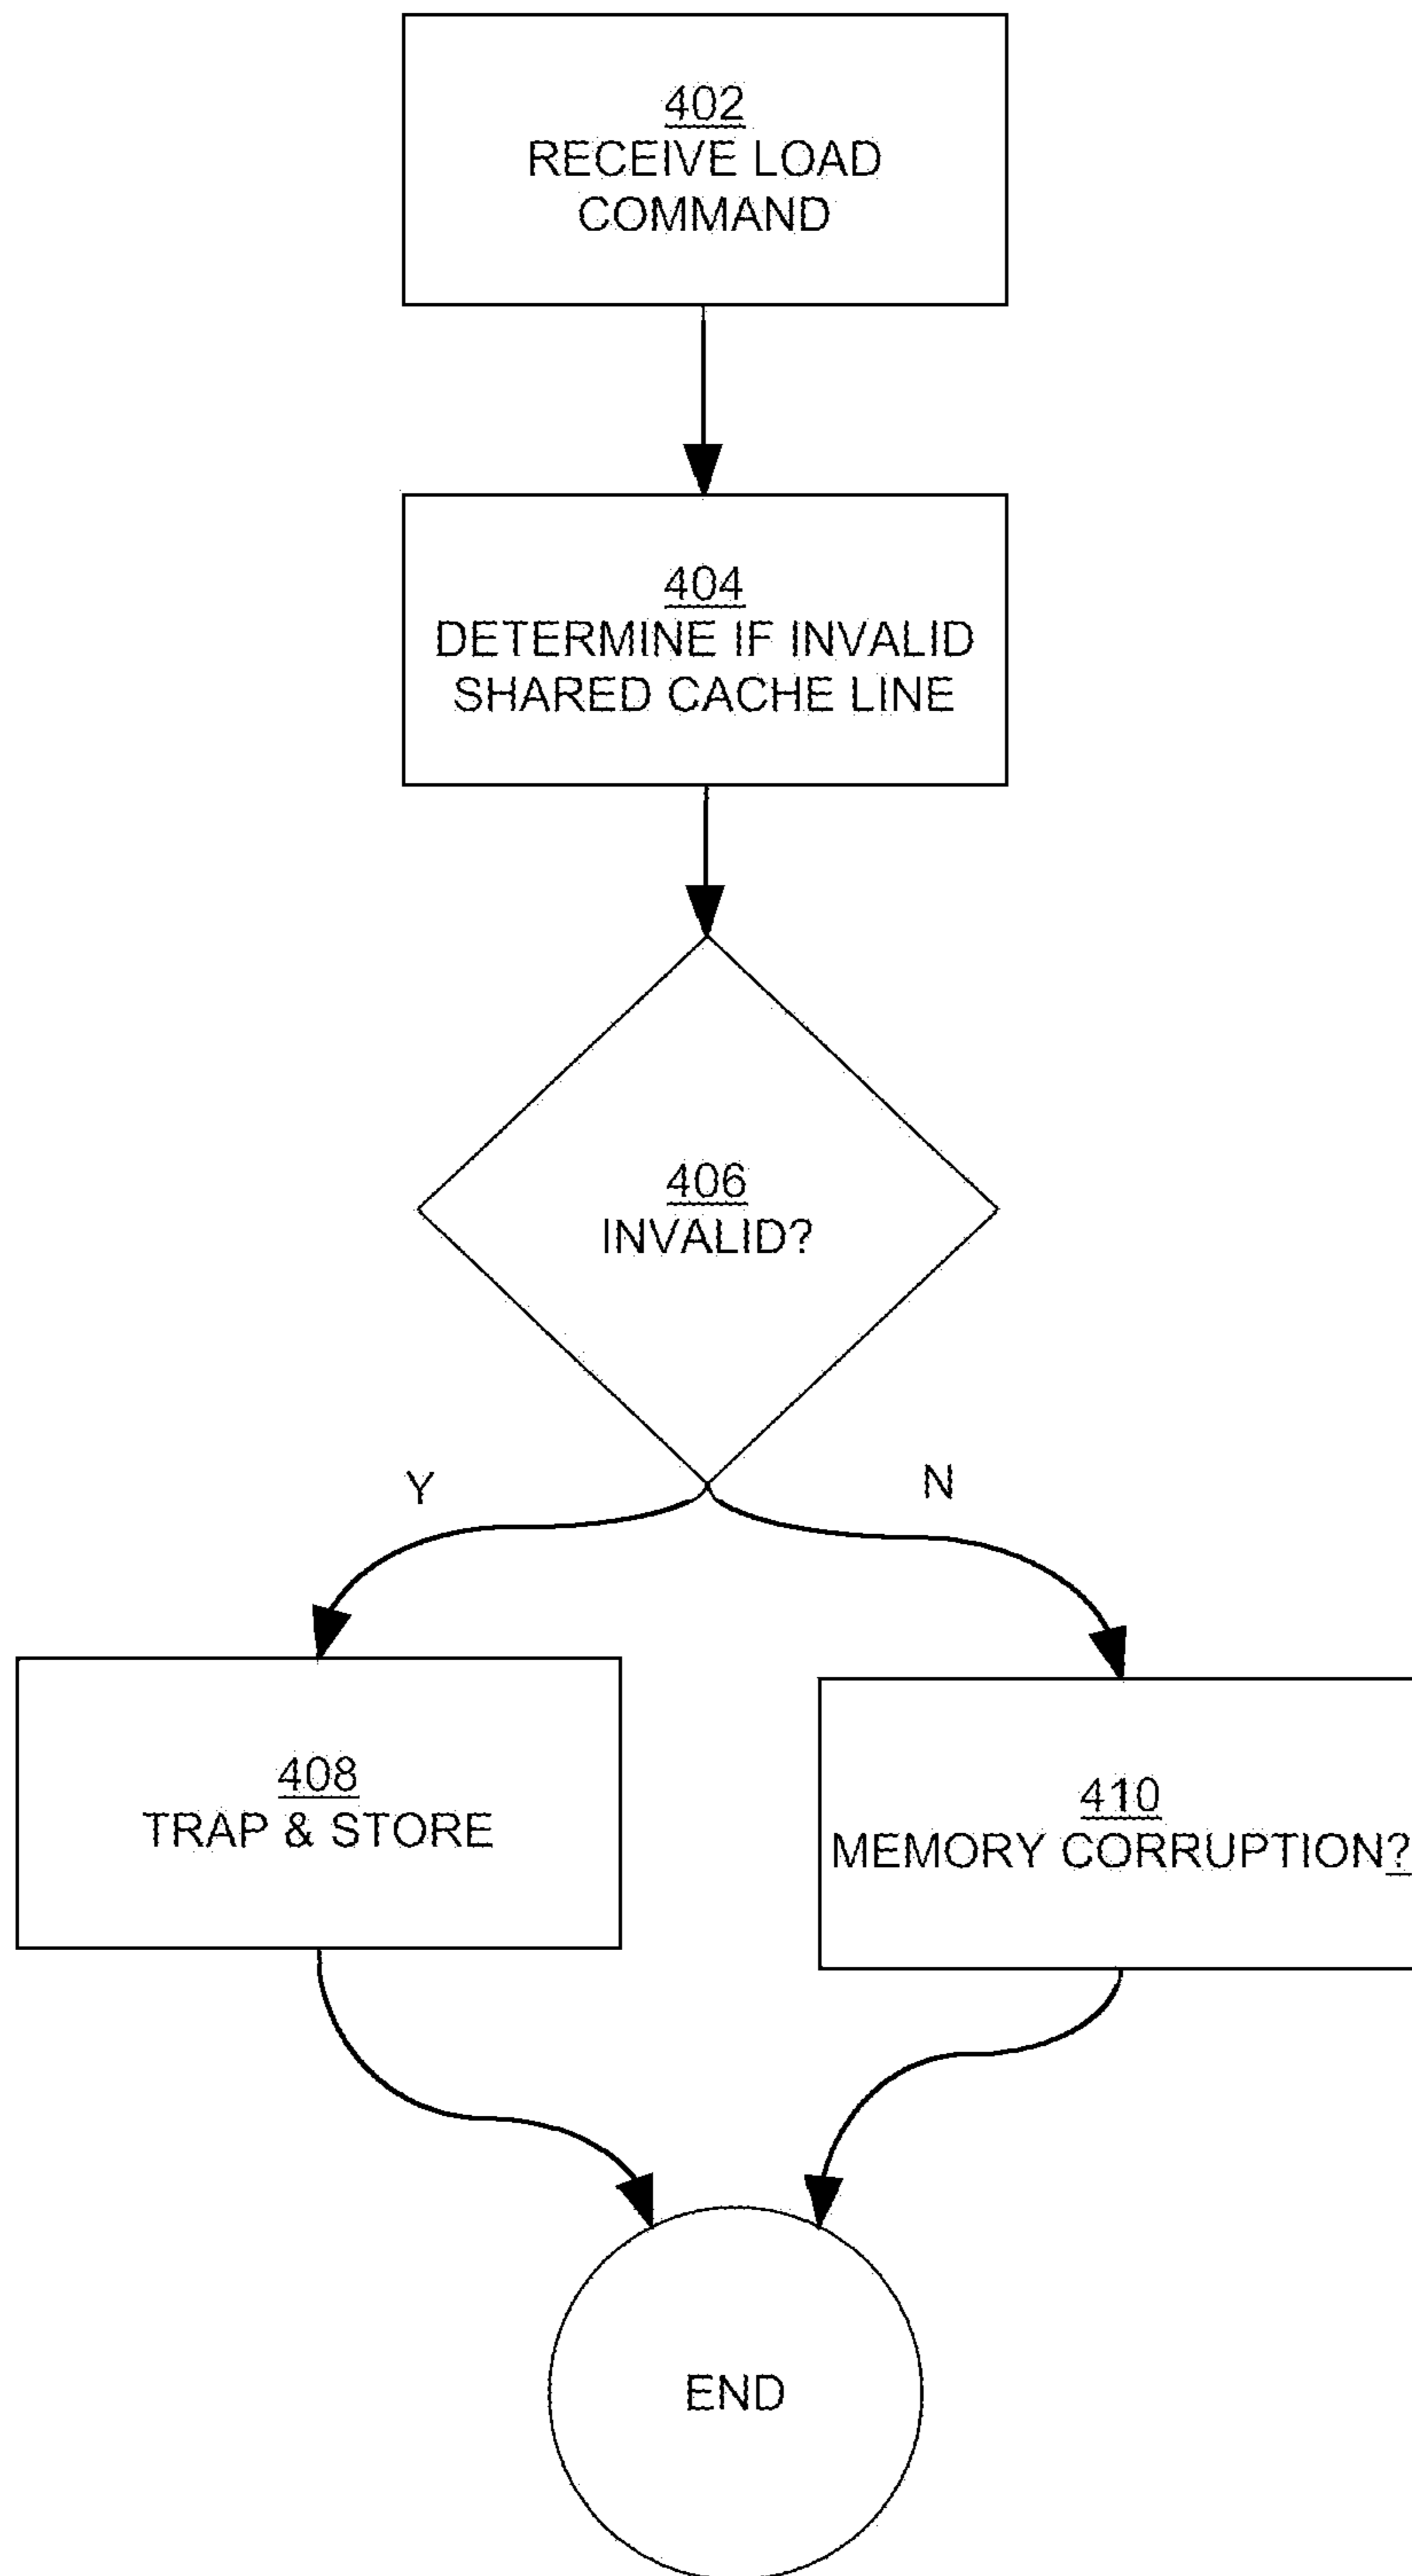 402
RECEIVE LOAD
COMMAND
404
DETERMINE IF INVALID
SHARED CACHE LINE
406
INVALID?
Y
N
408
TRAP & STORE
410
MEMORY CORRUPTION?
END